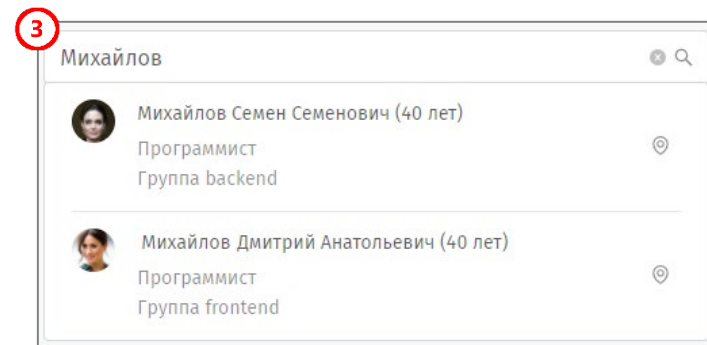 3
Михайлов
Михайлов Семен Семенович (40 лет)
Программист
Группа backend
Михайлов Дмитрий Анатольевич (40 лет)
Программист
Группа frontend